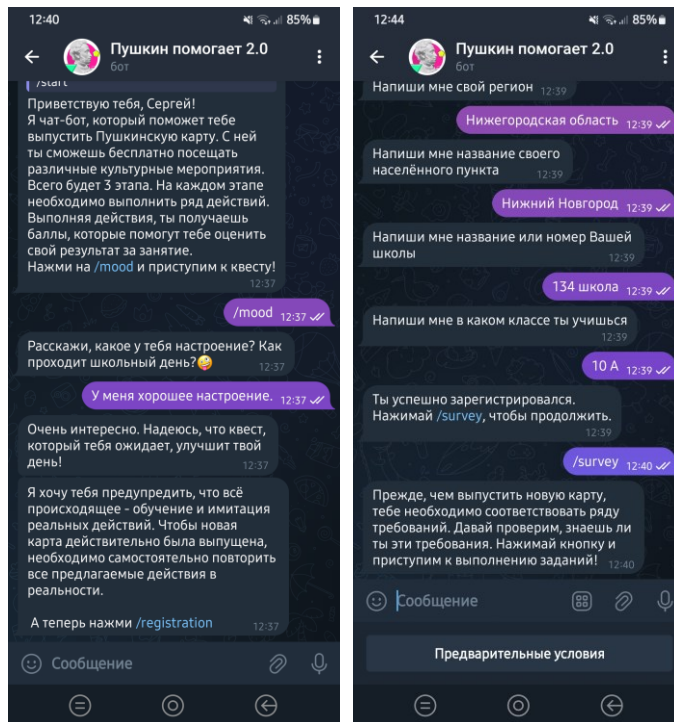 12:40
85%
Пушкин помогает 2.0
бот
/start
Приветствую тебя, Сергей!
Я чат-бот, который поможет тебе
выпустить Пушкинскую карту. С ней
ты сможешь бесплатно посещать
различные культурные мероприятия.
Всего будет 3 этапа. На каждом этапе
необходимо выполнить ряд действий.
Выполняя действия, ты получаешь
баллы, которые помогут тебе оценить
свой результат за занятие.
Нажми на /mood и приступим к квесту!
12:37
/mood 12:37
Расскажи, какое у тебя настроение? Как
проходит школьный день?🤪 12:37
У меня хорошее настроение. 12:37
Очень интересно. Надеюсь, что квест,
который тебя ожидает, улучшит твой
день! 12:37
Я хочу тебя предупредить, что всё
происходящее - обучение и имитация
реальных действий. Чтобы новая
карта действительно была выпущена,
необходимо самостоятельно повторить
все предлагаемые действия в
реальности.
А теперь нажми /registration 12:37
Сообщение
12:44
85%
Пушкин помогает 2.0
бот
Напиши мне свой регион 12:39
Нижегородская область 12:39
Напиши мне название своего
населённого пункта 12:39
Нижний Новгород 12:39
Напиши мне название или номер Вашей
школы 12:39
134 школа 12:39
Напиши мне в каком классе ты учишься
12:39
10 А 12:39
Ты успешно зарегистрировался.
Нажимай /survey, чтобы продолжить.
12:39
/survey 12:40
Прежде, чем выпустить новую карту,
тебе необходимо соответствовать ряду
требований. Давай проверим, знаешь ли
ты эти требования. Нажимай кнопку и
приступим к выполнению заданий! 12:40
Сообщение
Предварительные условия